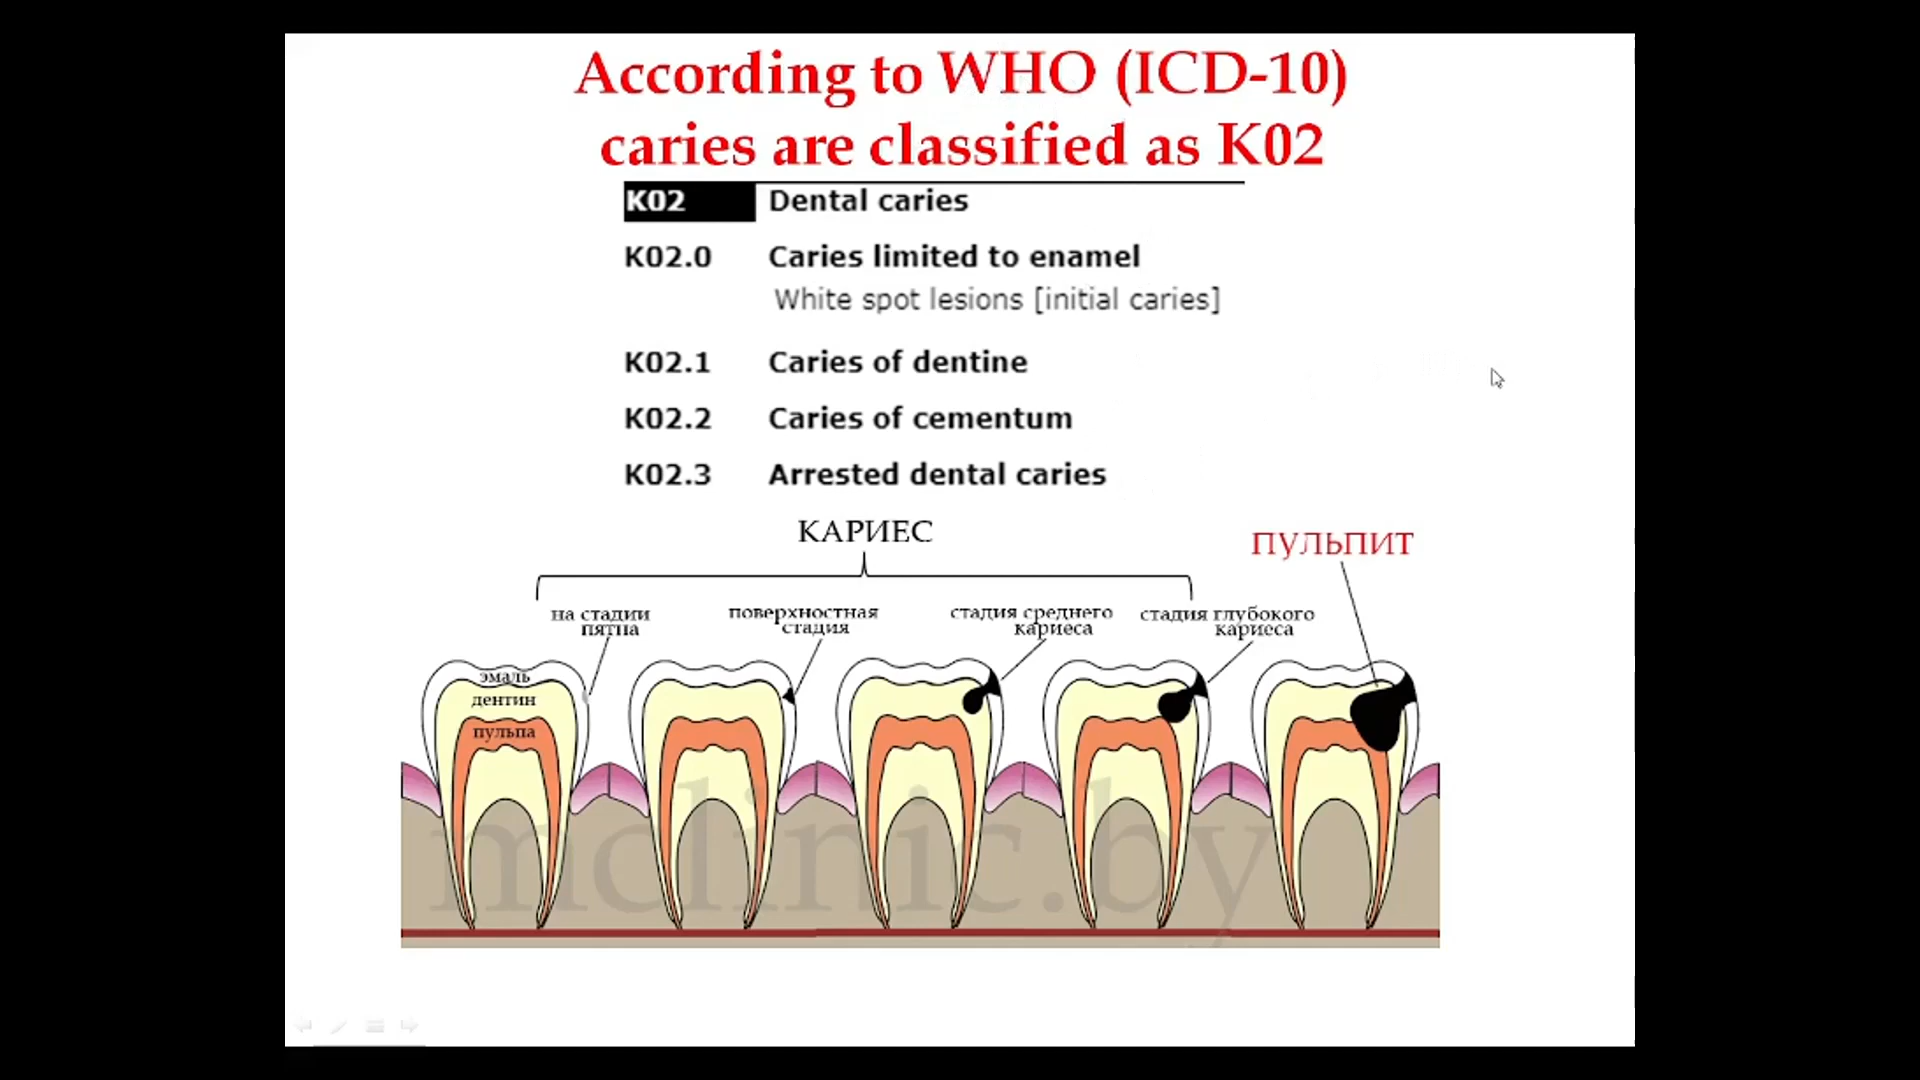 According to WHO (ICD-10)
caries are classified as K02
K02 Dental caries
K02.0 Caries limited to enamel
White spot lesions [initial caries]
K02.1 Caries of dentine
K02.2 Caries of cementum
K02.3 Arrested dental caries
КАРИЕС
ПУЛЬПИТ
на стадии
пятна
поверхностная
стадия
стадия среднего
кариеса
стадия глубокого
кариеса
эмаль
дентин
пульпа
mclinic.by